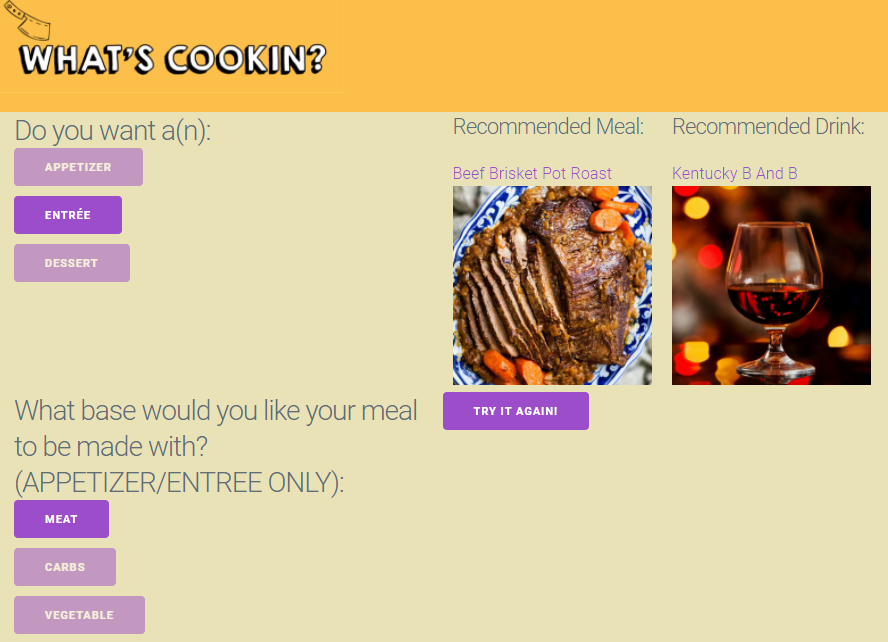 WHAT'S COOKIN?
Do you want a(n):
APPETIZER
ENTRÉE
DESSERT
Recommended Meal:
Beef Brisket Pot Roast
Recommended Drink:
Kentucky B And B
What base would you like your meal
to be made with?
(APPETIZER/ENTREE ONLY):
MEAT
CARBS
VEGETABLE
TRY IT AGAIN!